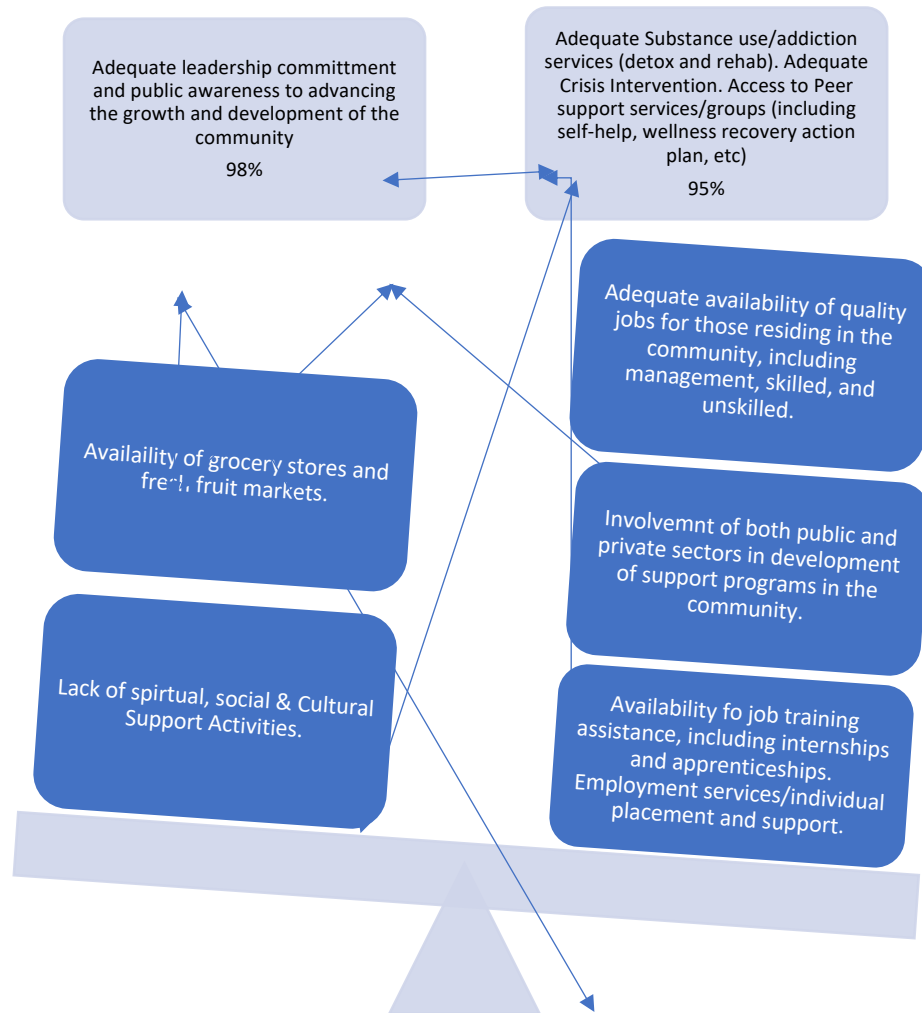 Adequate leadership committment
and public awareness to advancing
the growth and development of the
community
98%
Adequate Substance use/addiction
services (detox and rehab). Adequate
Crisis Intervention. Access to Peer
support services/groups (including
self-help, wellness recovery action
plan, etc)
95%
Availaility of grocery stores and
fresh fruit markets.
Lack of spirtual, social & Cultural
Support Activities.
Adequate availability of quality
jobs for those residing in the
community, including
management, skilled, and
unskilled.
Involvemnt of both public and
private sectors in development
of support programs in the
community.
Availability fo job training
assistance, including internships
and apprenticeships.
Employment services/individual
placement and support.